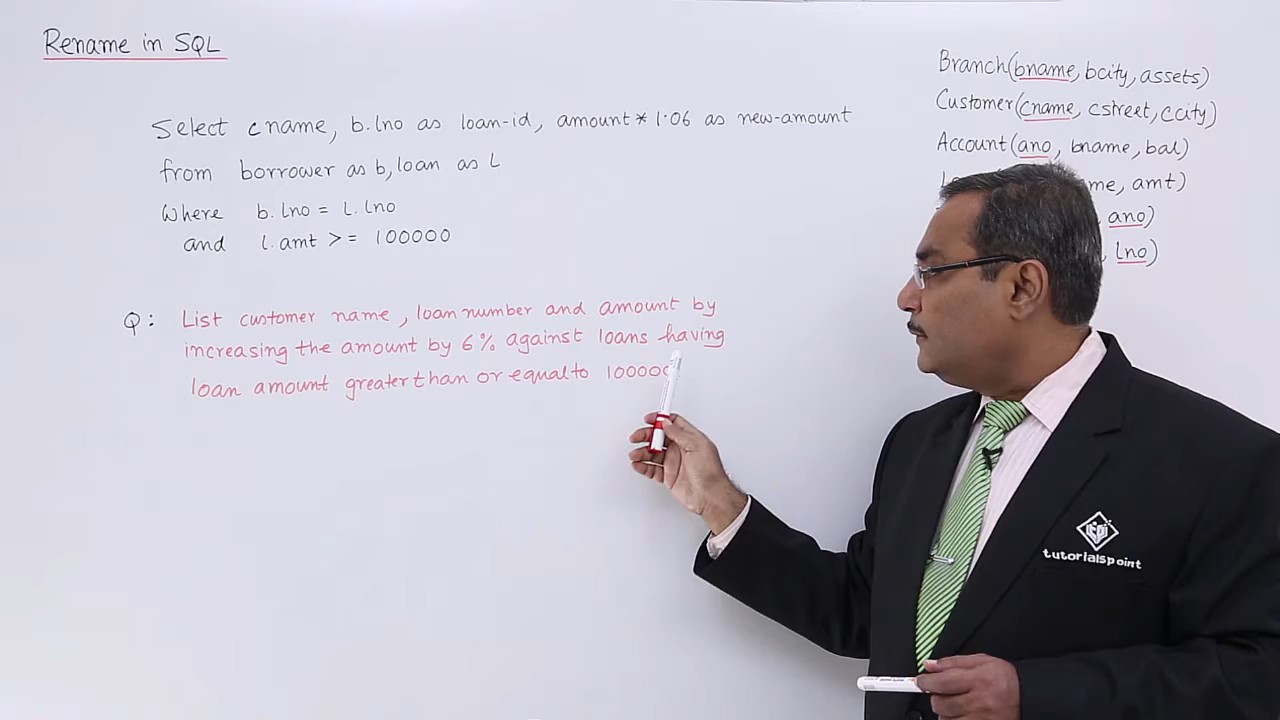 Rename in SQL
Select cname, b.lno as loan-id, amount * 1.06 as new-amount
from borrower as b, loan as L
Where b.lno = L.lno
and l.amt >= 100000
Q: List customer name, loan number and amount by
increasing the amount by 6% against loans having
loan amount greater than or equal to 100000
Branch(bname, bcity, assets)
Customer(cname, cstreet, ccity)
Account(ano, bname, bal)
, amt)
, ano)
, lno)
tutorialspoint